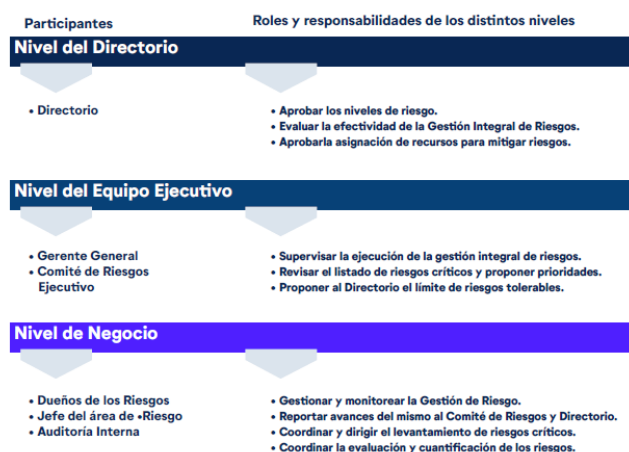 Participantes
Roles y responsabilidades de los distintos niveles
Nivel del Directorio
• Directorio
• Aprobar los niveles de riesgo.
• Evaluar la efectividad de la Gestión Integral de Riesgos.
• Aprobarla asignación de recursos para mitigar riesgos.
Nivel del Equipo Ejecutivo
• Gerente General
• Comité de Riesgos
Ejecutivo
• Supervisar la ejecución de la gestión integral de riesgos.
• Revisar el listado de riesgos críticos y proponer prioridades.
• Proponer al Directorio el límite de riesgos tolerables.
Nivel de Negocio
• Dueños de los Riesgos
• Jefe del área de •Riesgo
• Auditoría Interna
• Gestionar y monitorear la Gestión de Riesgo.
• Reportar avances del mismo al Comité de Riesgos y Directorio.
• Coordinar y dirigir el levantamiento de riesgos críticos.
• Coordinar la evaluación y cuantificación de los riesgos.